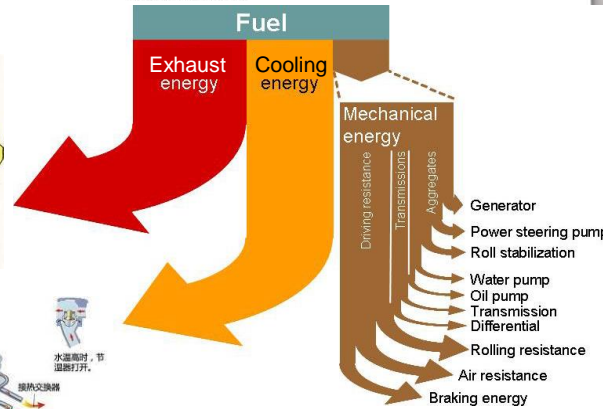 Fuel
Exhaust
energy
Cooling
energy
Mechanical
energy
Driving resistance
Transmissions
Aggregates
Generator
Power steering pump
Roll stabilization
Water pump
Oil pump
Transmission
Differential
Rolling resistance
Air resistance
Braking energy
水温高时，节
温器打开。
接热交换器